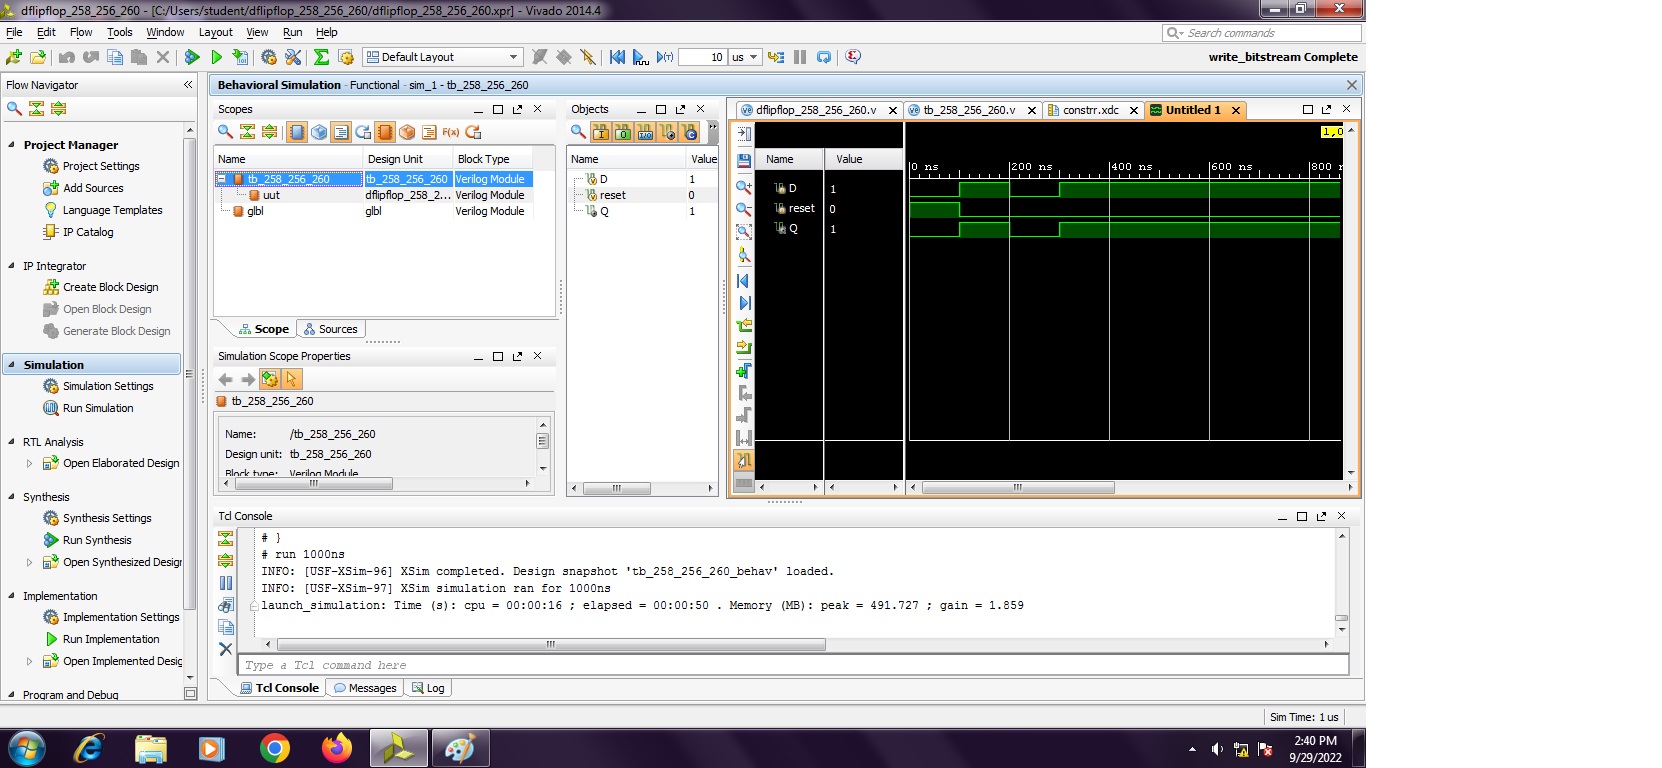 dflipflop_258_256_260 - [C:/Users/student/dflipflop_258_256_260/dflipflop_258_256_260.xpr] - Vivado 2014.4
File Edit Flow Tools Window Layout View Run Help
Search commands
Default Layout
10 us
write_bitstream Complete
Flow Navigator
Project Manager
Project Settings
Add Sources
Language Templates
IP Catalog
IP Integrator
Create Block Design
Open Block Design
Generate Block Design
Simulation
Simulation Settings
Run Simulation
RTL Analysis
Open Elaborated Design
Synthesis
Synthesis Settings
Run Synthesis
Open Synthesized Design
Implementation
Implementation Settings
Run Implementation
Open Implemented Desig
Program and Debug
Behavioral Simulation - Functional - sim_1 - tb_258_256_260
Scopes
F(x)
Name Design Unit Block Type
tb_258_256_260 tb_258_256_260 Verilog Module
uut dflipflop_258_2... Verilog Module
glbl glbl Verilog Module
Scope Sources
Simulation Scope Properties
tb_258_256_260
Name: /tb_258_256_260
Design unit: tb_258_256_260
Block type: Verilog Module
Objects
Name Value
D 1
reset 0
Q 1
dflipflop_258_256_260.v tb_258_256_260.v constrr.xdc Untitled 1
1,0
Name Value 0 ns 200 ns 400 ns 600 ns 800 n
D 1
reset 0
Q 1
Tcl Console
# }
# run 1000ns
INFO: [USF-XSim-96] XSim completed. Design snapshot 'tb_258_256_260_behav' loaded.
INFO: [USF-XSim-97] XSim simulation ran for 1000ns
launch_simulation: Time (s): cpu = 00:00:16 ; elapsed = 00:00:50 . Memory (MB): peak = 491.727 ; gain = 1.859
Type a Tcl command here
Tcl Console Messages Log
Sim Time: 1 us
2:40 PM
9/29/2022